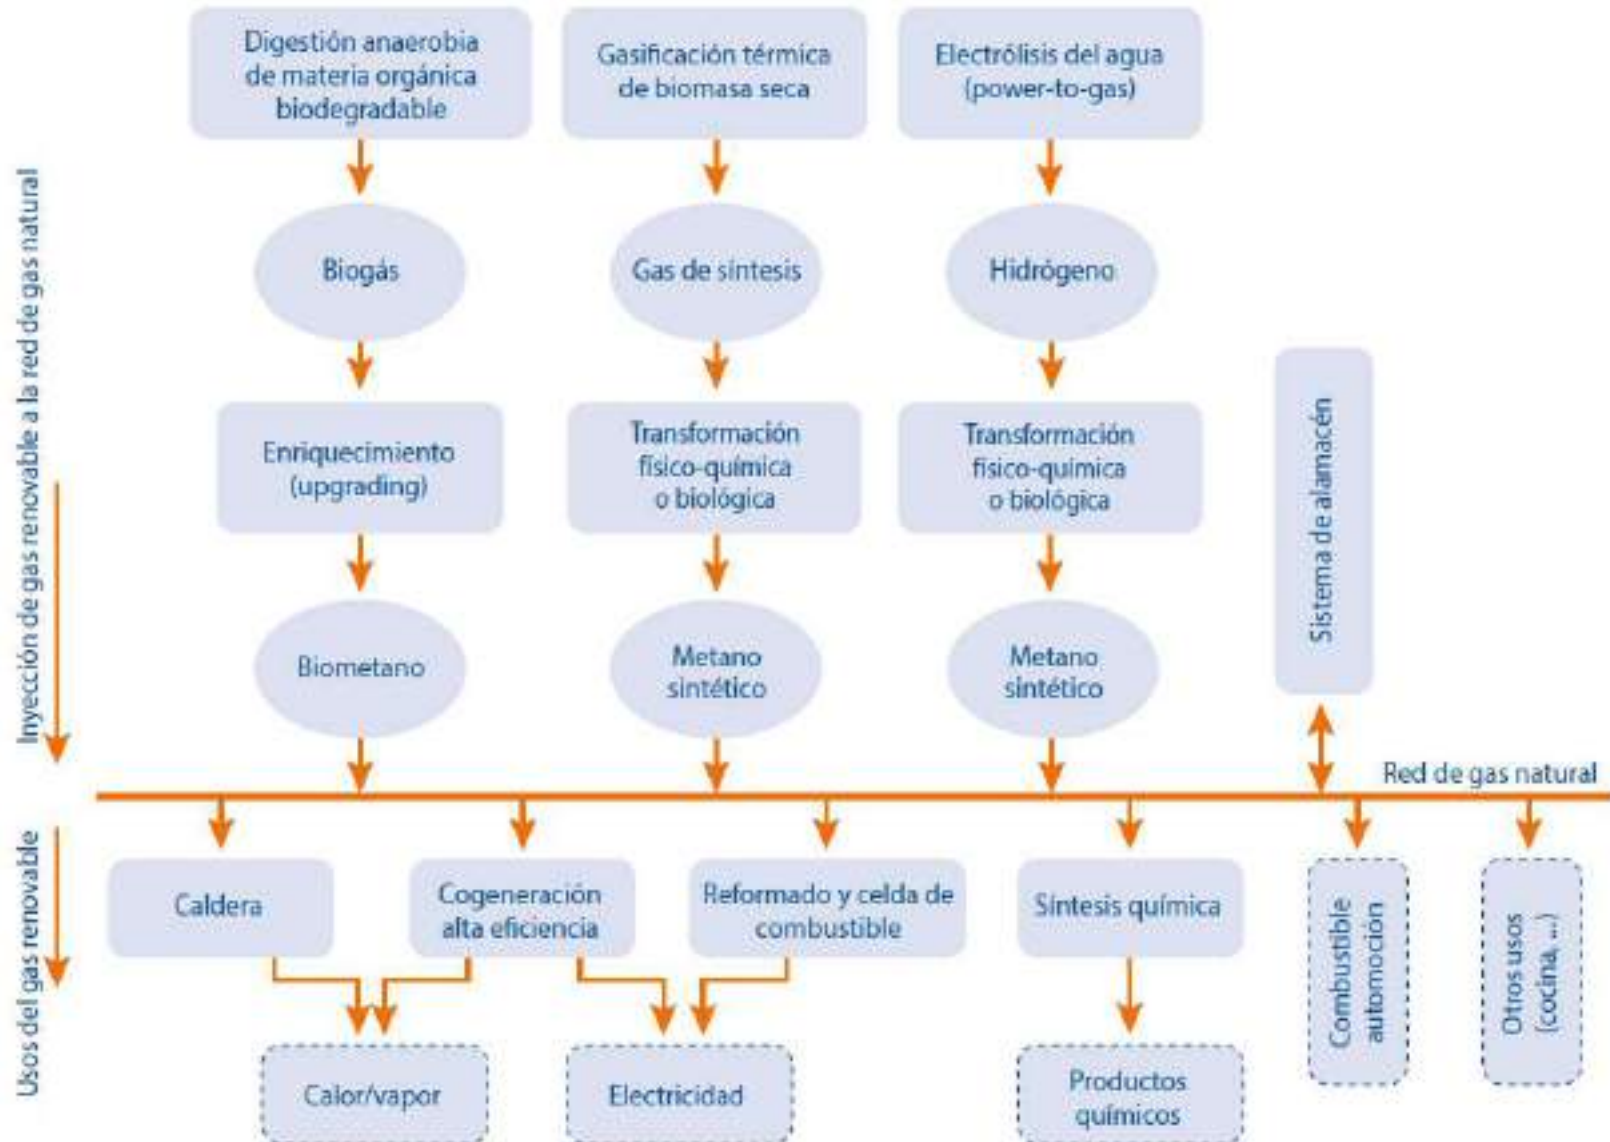 Digestión anaerobia
de materia orgánica
biodegradable
Gasificación térmica
de biomasa seca
Electrólisis del agua
(power-to-gas)
Biogás
Gas de síntesis
Hidrógeno
Enriquecimiento
(upgrading)
Transformación
físico-química
o biológica
Transformación
físico-química
o biológica
Sistema de alamacén
Biometano
Metano
sintético
Metano
sintético
Inyección de gas renovable a la red de gas natural
Red de gas natural
Usos del gas renovable
Caldera
Cogeneración
alta eficiencia
Reformado y celda de
combustible
Síntesis química
Combustible
automoción
Otros usos
(cocina, ...)
Calor/vapor
Electricidad
Productos
químicos